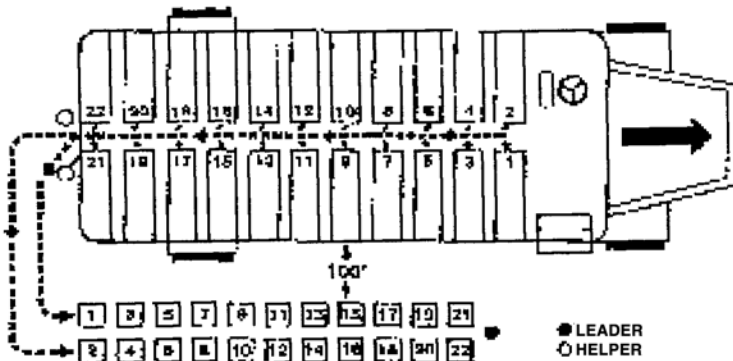 22 20 18 16 14 12 10 8 6 4 2
21 19 17 15 13 11 9 7 5 3 1
100'
1 3 5 7 9 11 13 15 17 19 21
2 4 6 8 10 12 14 16 18 20 22
LEADER
HELPER